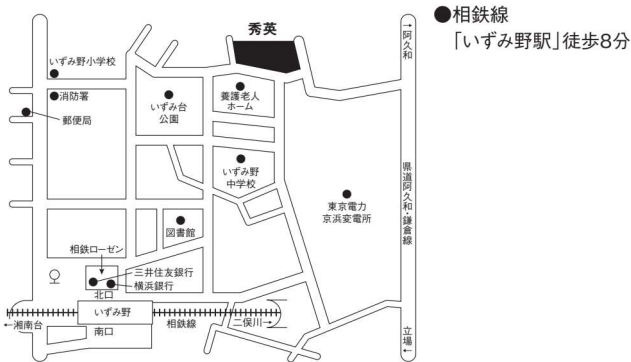 秀英
●相鉄線
「いずみ野駅」徒歩8分
→阿久和
いずみ野小学校
消防署
郵便局
いずみ台
公園
養護老人
ホーム
いずみ野
中学校
東京電力
京浜変電所
県道阿久和・鎌倉線
図書館
相鉄ローゼン
三井住友銀行
横浜銀行
北口
いずみ野
←湘南台
南口
相鉄線
二俣川→
立場→